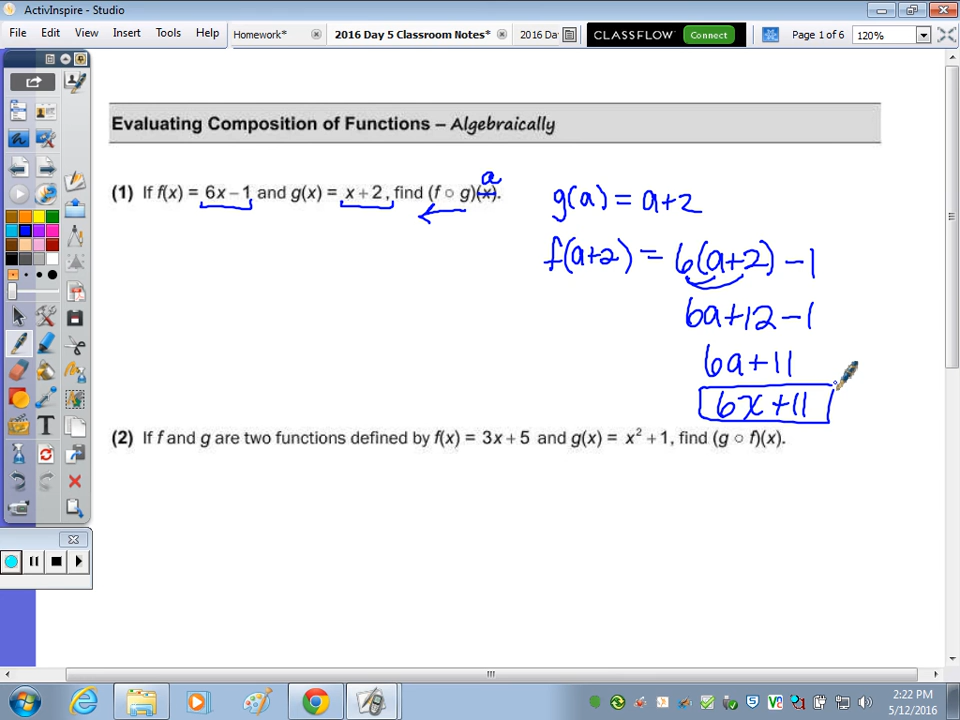 ActivInspire - Studio
File Edit View Insert Tools Help Homework* 2016 Day 5 Classroom Notes* 2016 Da CLASSFLOW Connect Page 1 of 6 120%
Evaluating Composition of Functions – Algebraically
a
(1) If f(x) = 6x – 1 and g(x) = x + 2, find (f ∘ g)(x).
g(a) = a+2
f(a+2) = 6(a+2) – 1
6a+12 – 1
6a+11
6x+11
(2) If f and g are two functions defined by f(x) = 3x + 5 and g(x) = x² + 1, find (g ∘ f)(x).
2:22 PM
5/12/2016